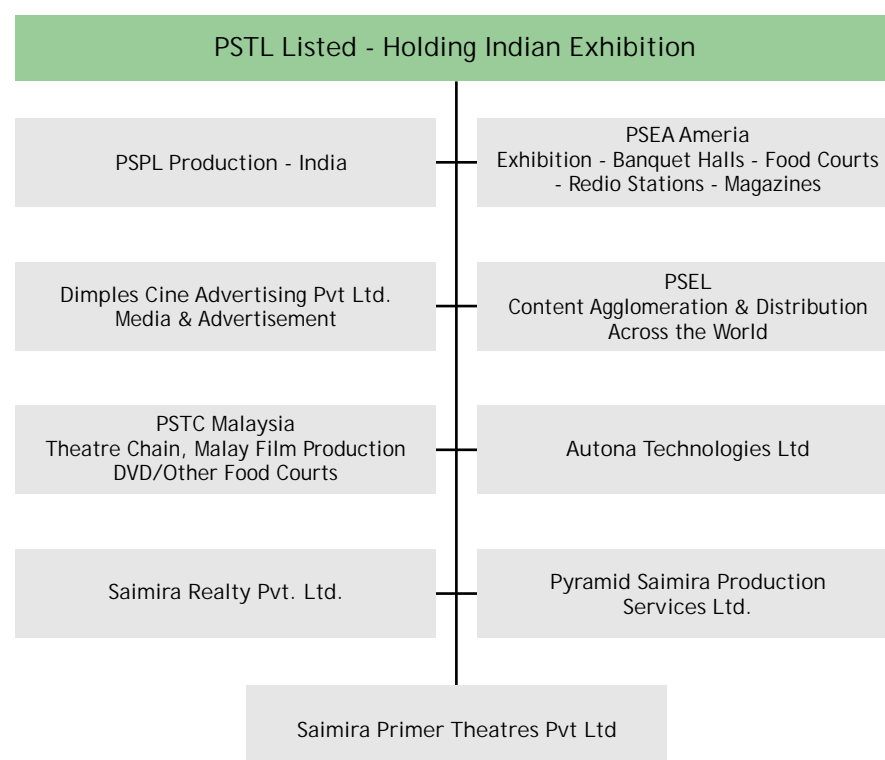 PSTL Listed - Holding Indian Exhibition
PSPL Production - India
PSEA Ameria
Exhibition - Banquet Halls - Food Courts
- Redio Stations - Magazines
Dimples Cine Advertising Pvt Ltd.
Media & Advertisement
PSEL
Content Agglomeration & Distribution
Across the World
PSTC Malaysia
Theatre Chain, Malay Film Production
DVD/Other Food Courts
Autona Technologies Ltd
Saimira Realty Pvt. Ltd.
Pyramid Saimira Production
Services Ltd.
Saimira Primer Theatres Pvt Ltd